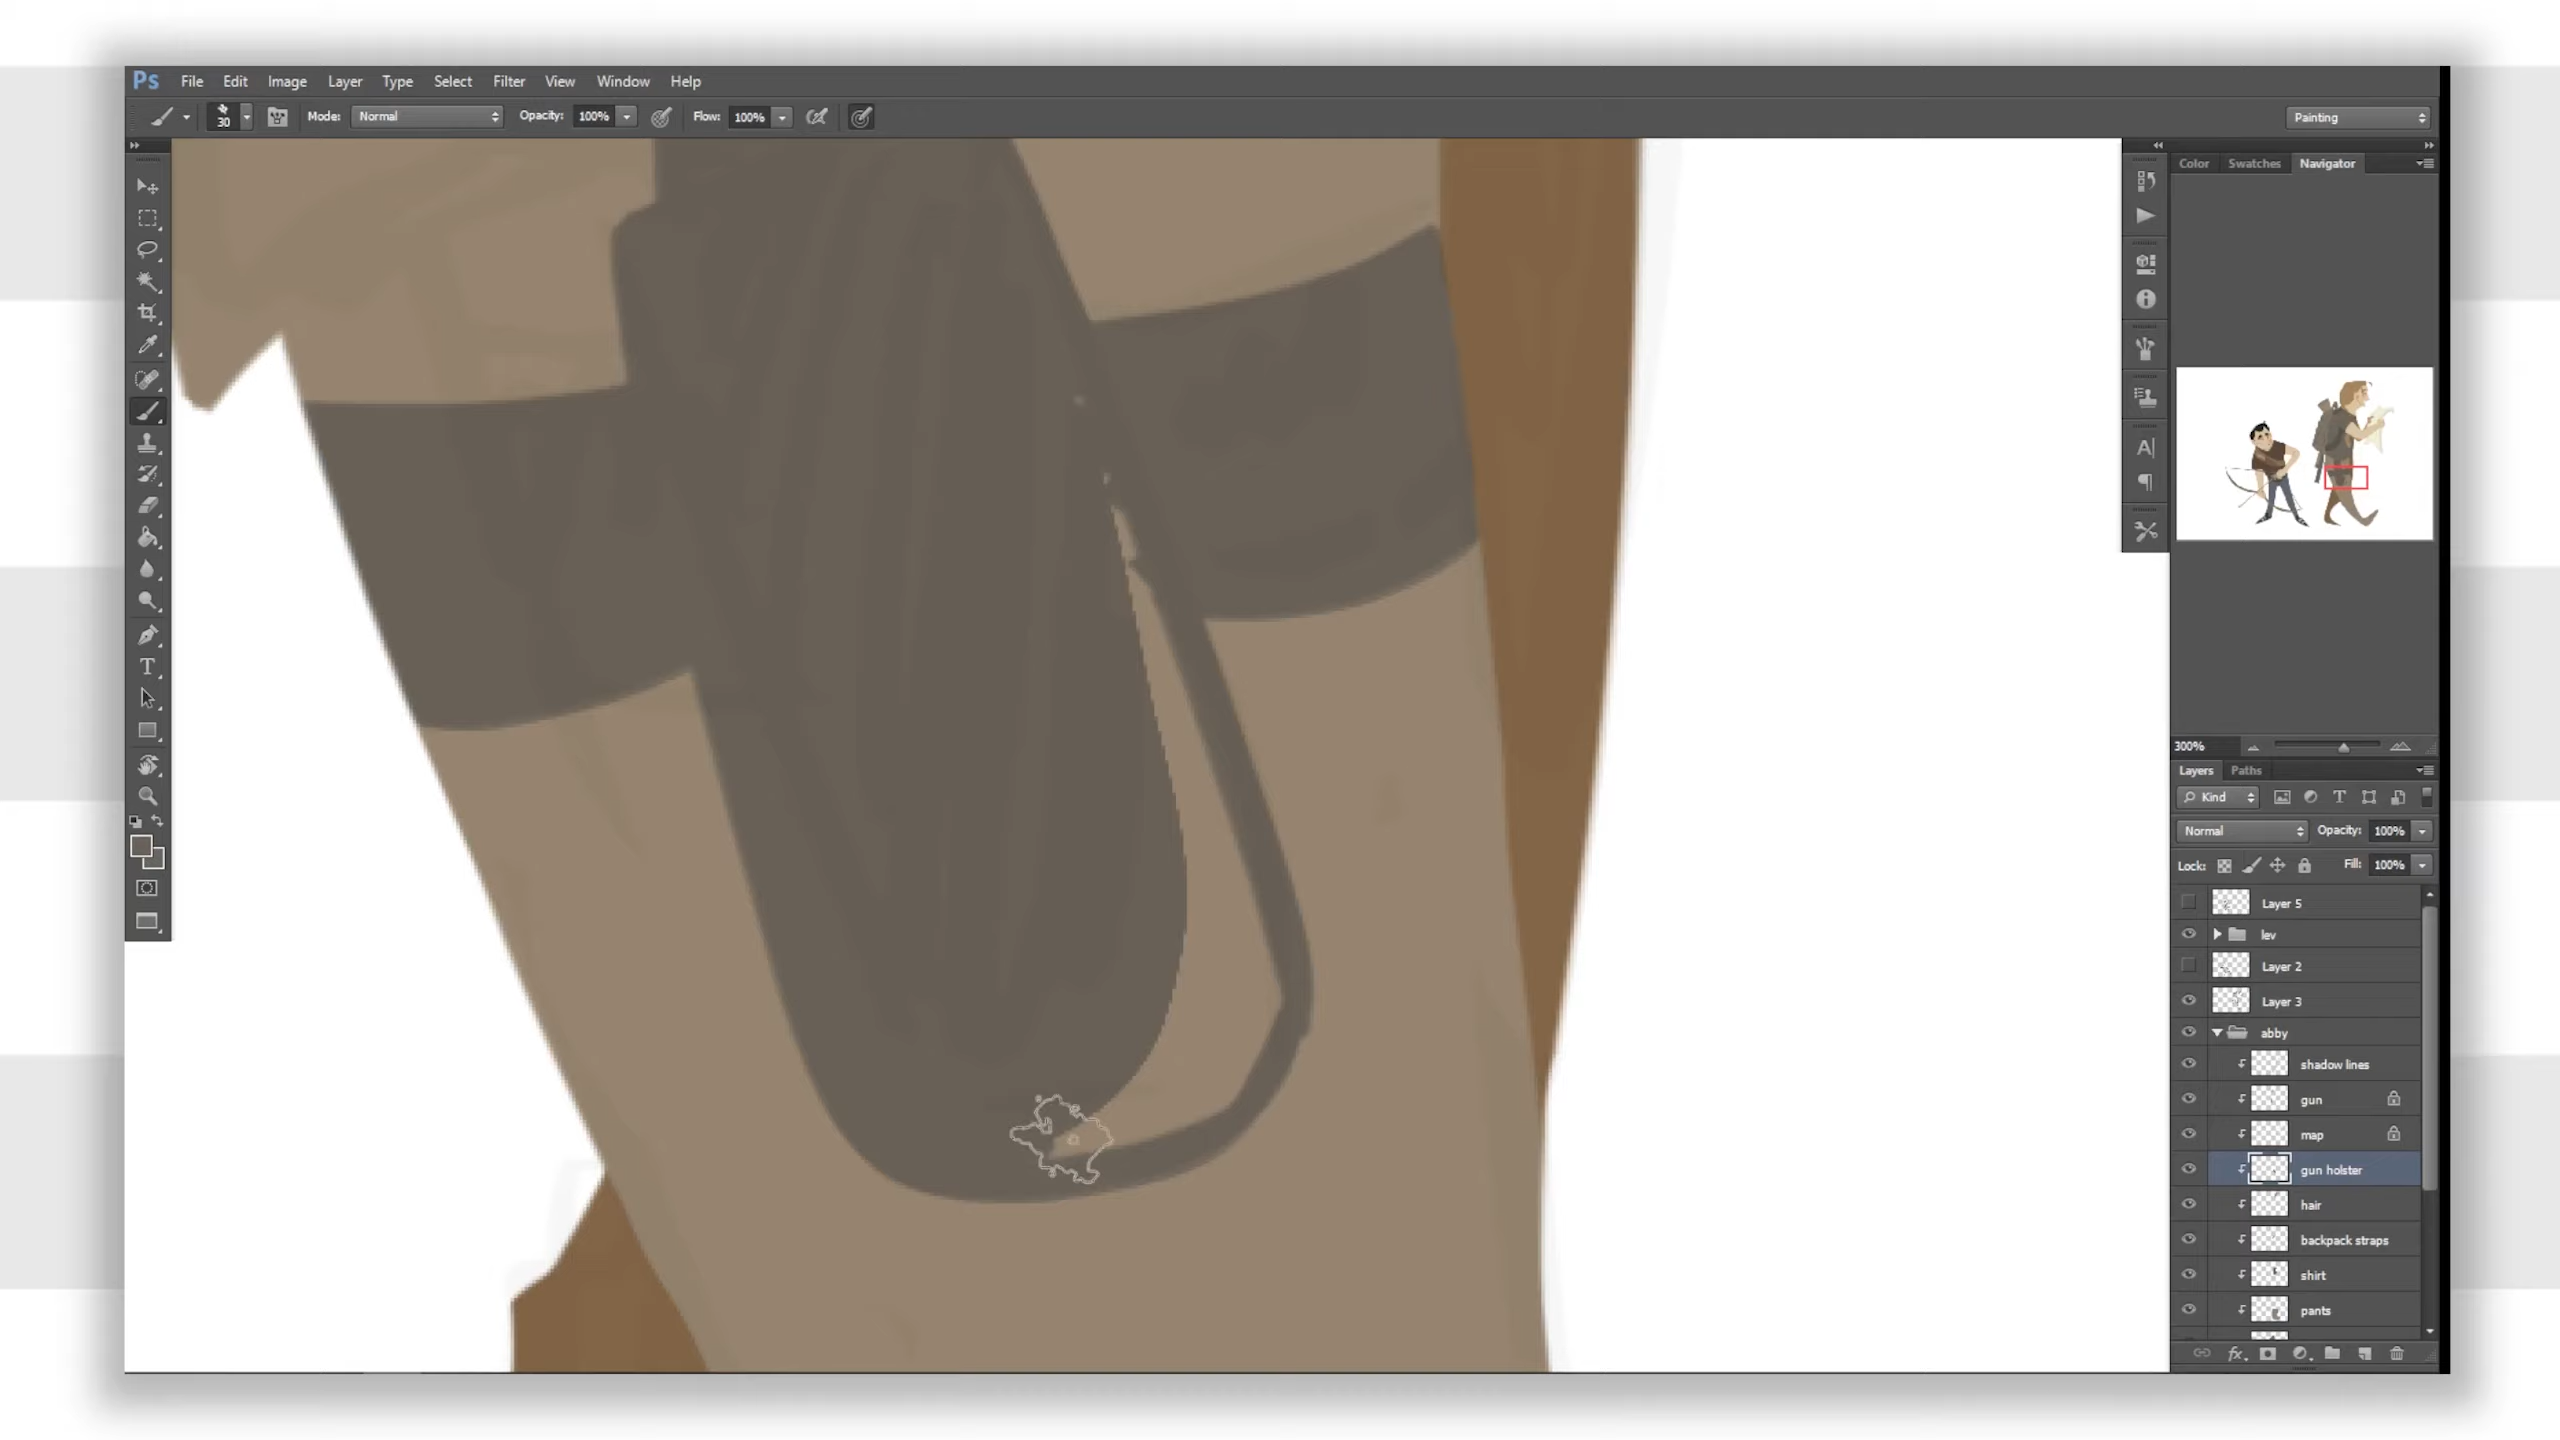 Ps File Edit Image Layer Type Select Filter View Window Help
30 Mode: Normal Opacity: 100% Flow: 100% Painting
Color Swatches Navigator
300%
Layers Paths
Kind
Normal Opacity: 100%
Lock: Fill: 100%
Layer 5
lev
Layer 2
Layer 3
abby
shadow lines
gun
map
gun holster
hair
backpack straps
shirt
pants